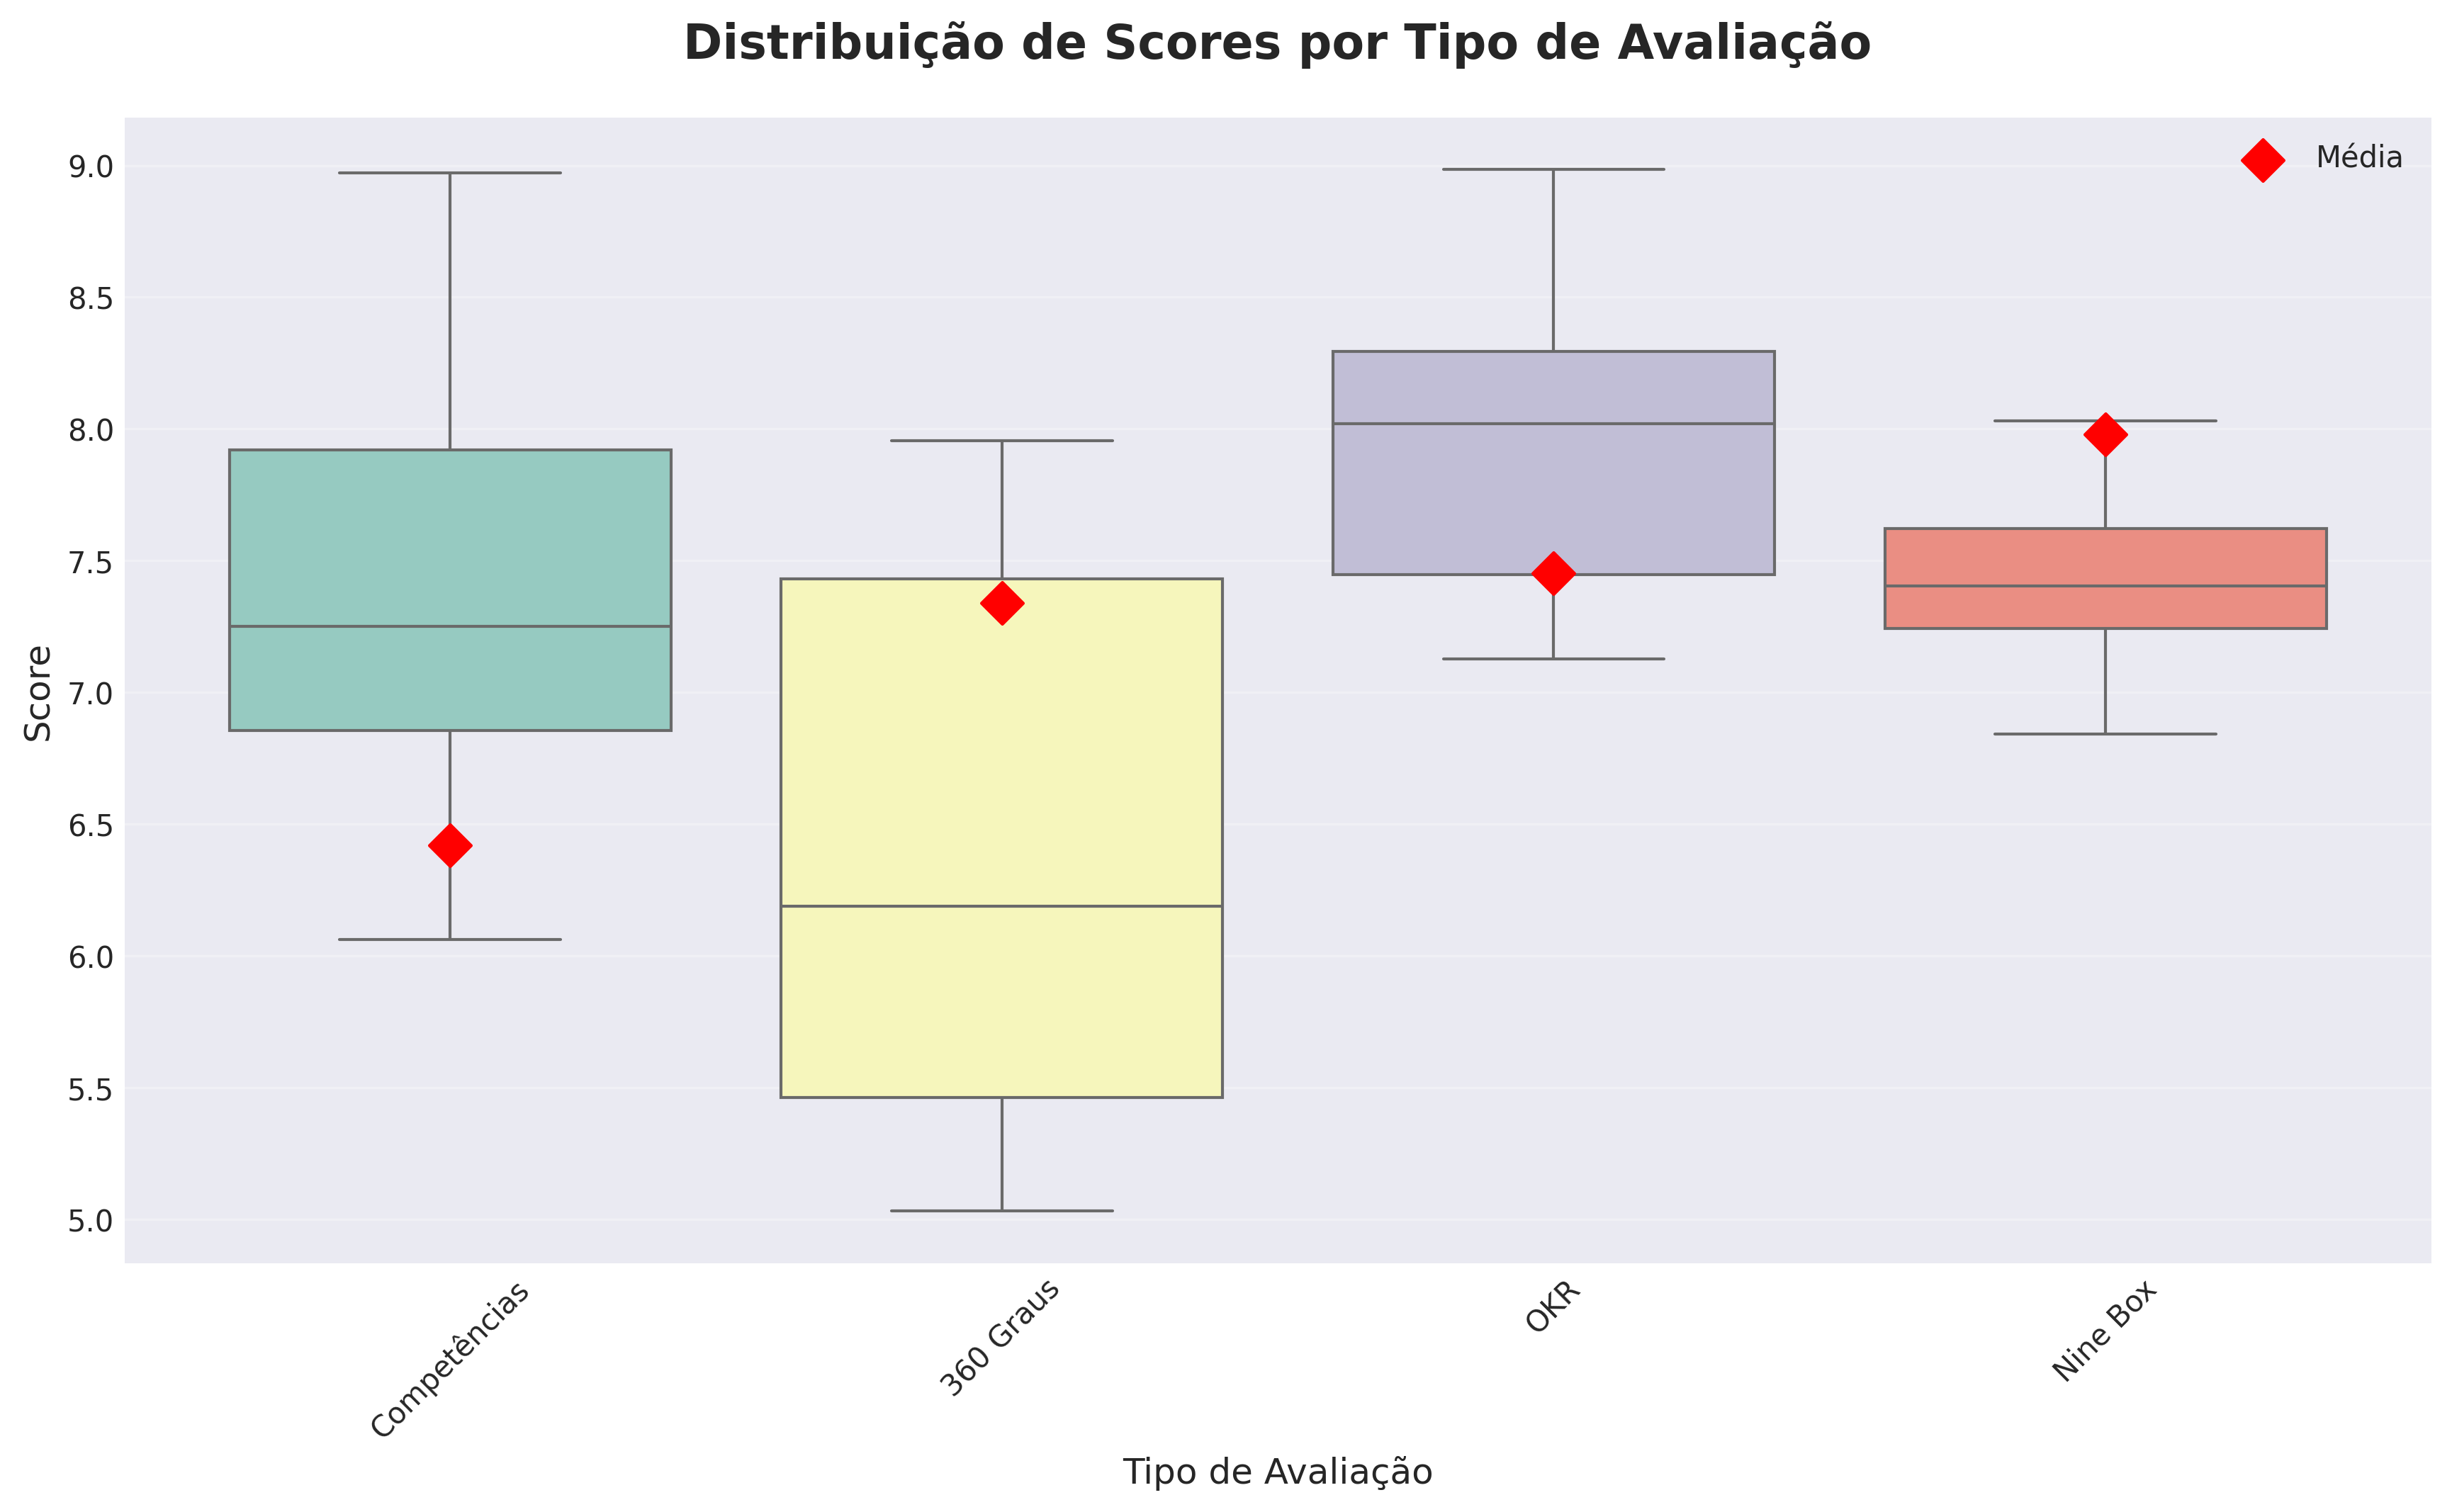 Distribuição de Scores por Tipo de Avaliação
Média
Score
9.0
8.5
8.0
7.5
7.0
6.5
6.0
5.5
5.0
Competências
360 Graus
OKR
Nine Box
Tipo de Avaliação